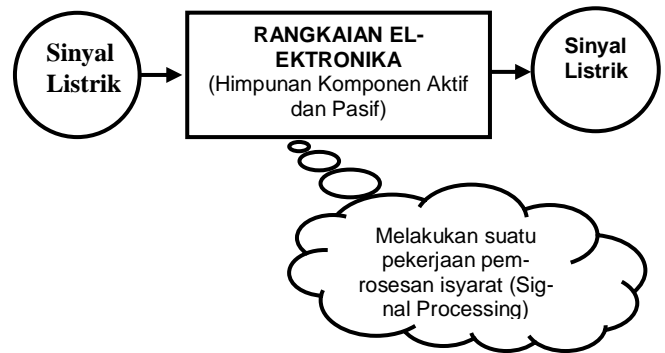 Sinyal
Listrik
RANGKAIAN EL-
EKTRONIKA
(Himpunan Komponen Aktif
dan Pasif)
Sinyal
Listrik
Melakukan suatu
pekerjaan pem-
rosesan isyarat (Sig-
nal Processing)